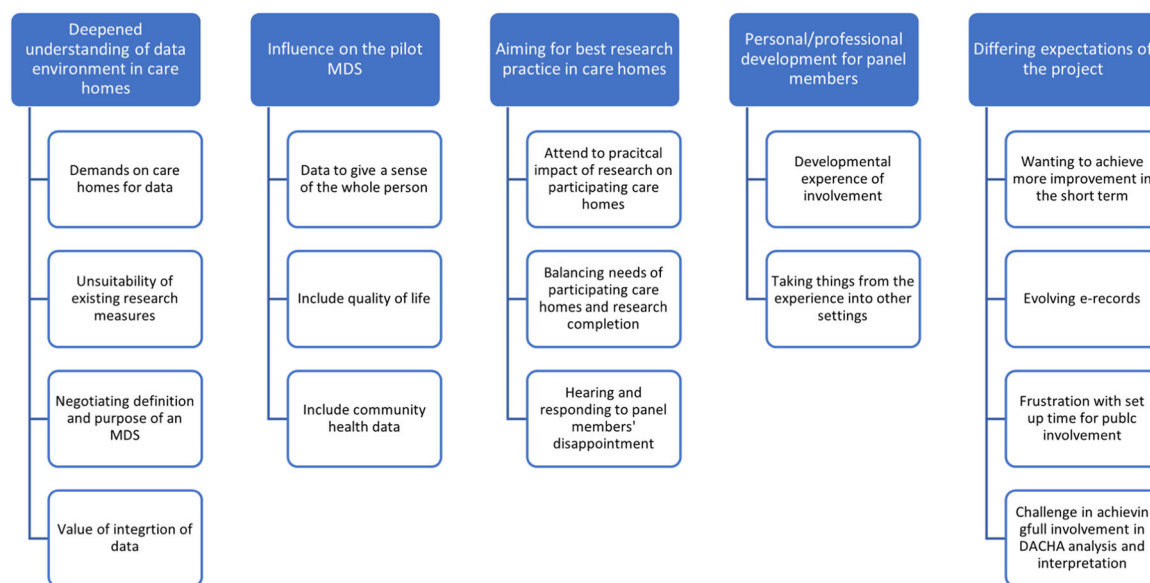 Deepened
understanding of data
environment in care
homes
Demands on care
homes for data
Unsuitability of
existing research
measures
Negotiating definition
and purpose of an
MDS
Value of integrtion of
data
Influence on the pilot
MDS
Data to give a sense
of the whole person
Include quality of life
Include community
health data
Aiming for best research
practice in care homes
Attend to pracitcal
impact of research on
participating care
homes
Balancing needs of
participating care
homes and research
completion
Hearing and
responding to panel
members'
disappointment
Personal/professional
development for panel
members
Developmental
experence of
involvement
Taking things from the
experience into other
settings
Differing expectations of
the project
Wanting to achieve
more improvement in
the short term
Evolving e-records
Frustration with set
up time for publc
involvement
Challenge in achievin
gfull involvement in
DACHA analysis and
interpretation